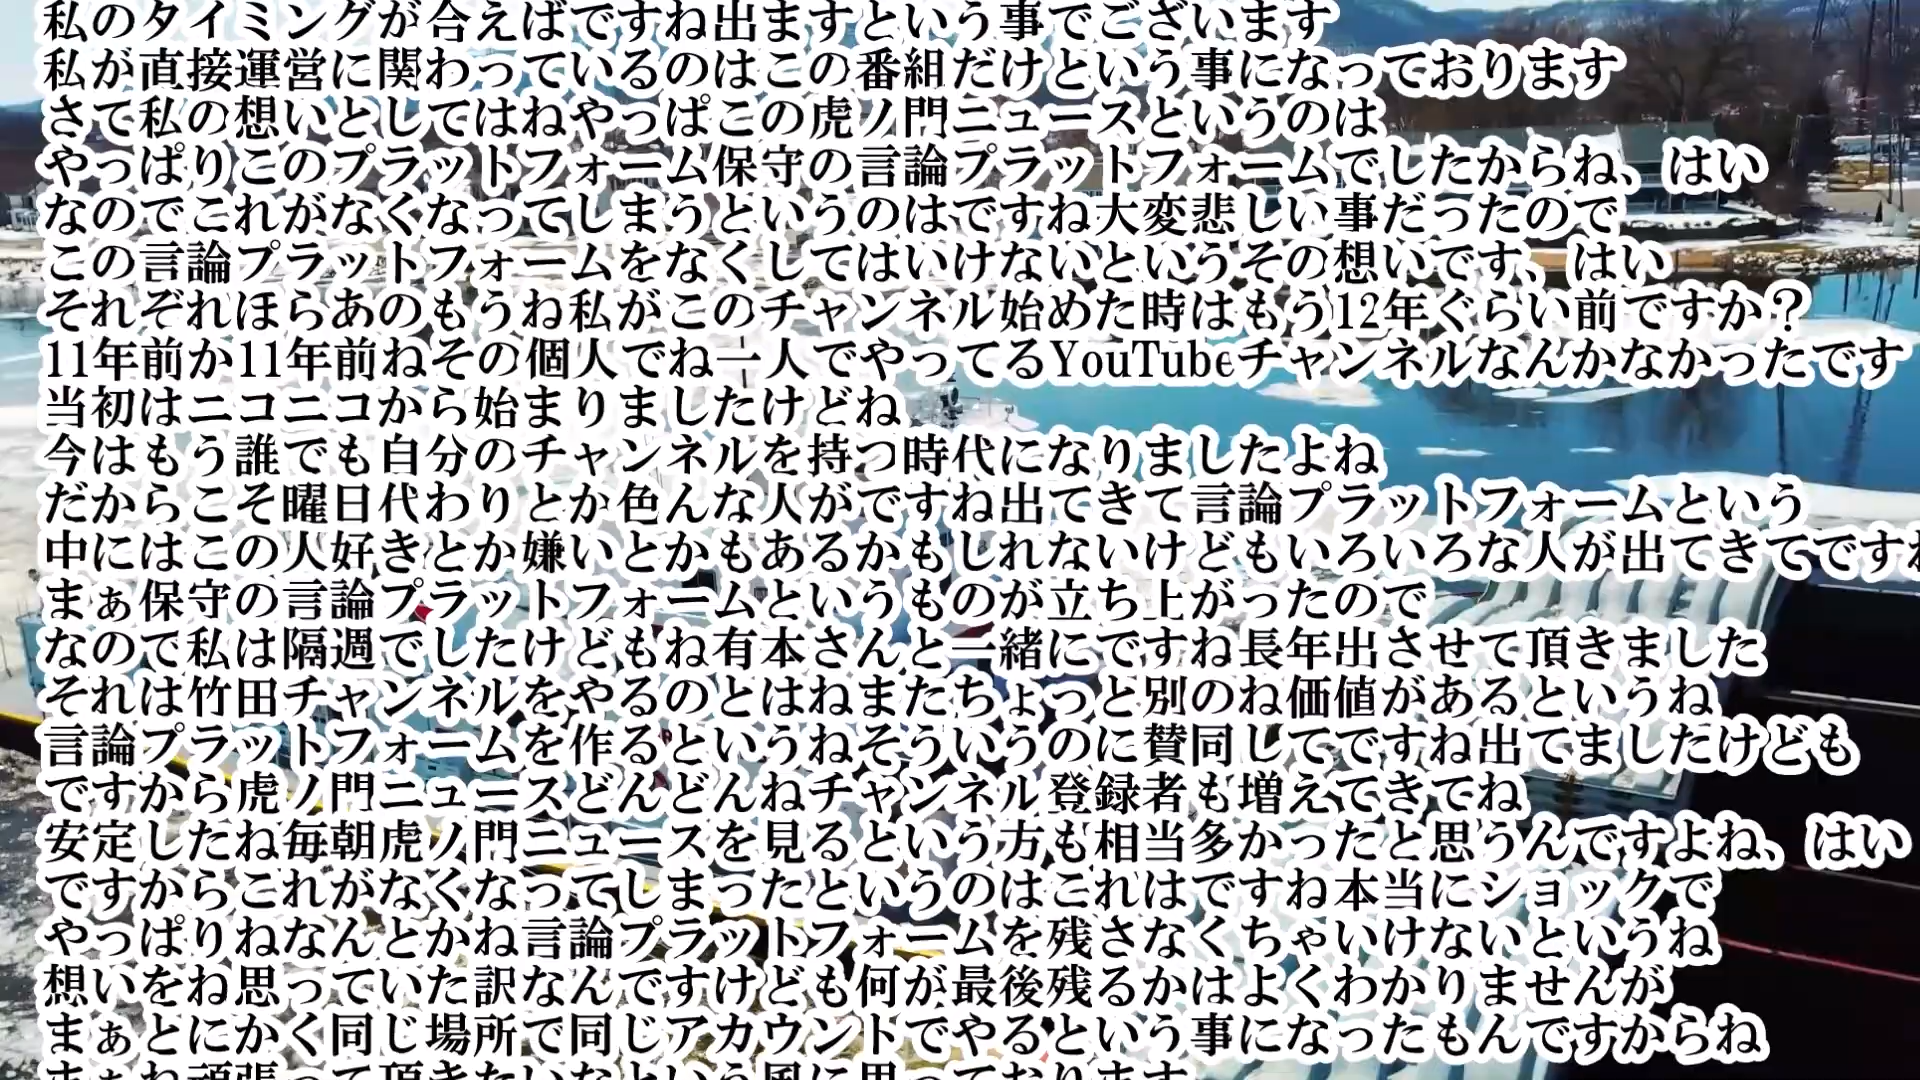 私のタイミングが合えばですね出ますという事でございます
私が直接運営に関わっているのはこの番組だけという事になっております
さて私の想いとしてはねやっぱこの虎ノ門ニュースというのは
やっぱりこのプラットフォーム保守の言論プラットフォームでしたからね、はい
なのでこれがなくなってしまうというのはですね大変悲しい事だったので
この言論プラットフォームをなくしてはいけないというその想いです、はい
それぞれほらあのもうね私がこのチャンネル始めた時はもう12年ぐらい前ですか？
11年前か11年前ねその個人でね一人でやってるYouTubeチャンネルなんかなかったです
当初はニコニコから始まりましたけどね
今はもう誰でも自分のチャンネルを持つ時代になりましたよね
だからこそ曜日代わりとか色んな人がですね出てきて言論プラットフォームという
中にはこの人好きとか嫌いとかもあるかもしれないけどもいろいろな人が出てきてですね
まぁ保守の言論プラットフォームというものが立ち上がったので
なので私は隔週でしたけどもね有本さんと一緒にですね長年出させて頂きました
それは竹田チャンネルをやるのとはねまたちょっと別のね価値があるというね
言論プラットフォームを作るというねそういうのに賛同してですね出てましたけども
ですから虎ノ門ニュースどんどんねチャンネル登録者も増えてきてね
安定したね毎朝虎ノ門ニュースを見るという方も相当多かったと思うんですよね、はい
ですからこれがなくなってしまったというのはこれはですね本当にショックで
やっぱりねなんとかね言論プラットフォームを残さなくちゃいけないというね
想いをね思っていた訳なんですけども何が最後残るかはよくわかりませんが
まぁとにかく同じ場所で同じアカウントでやるという事になったもんですからね
まぁね頑張って頂きたいなという風に思っております